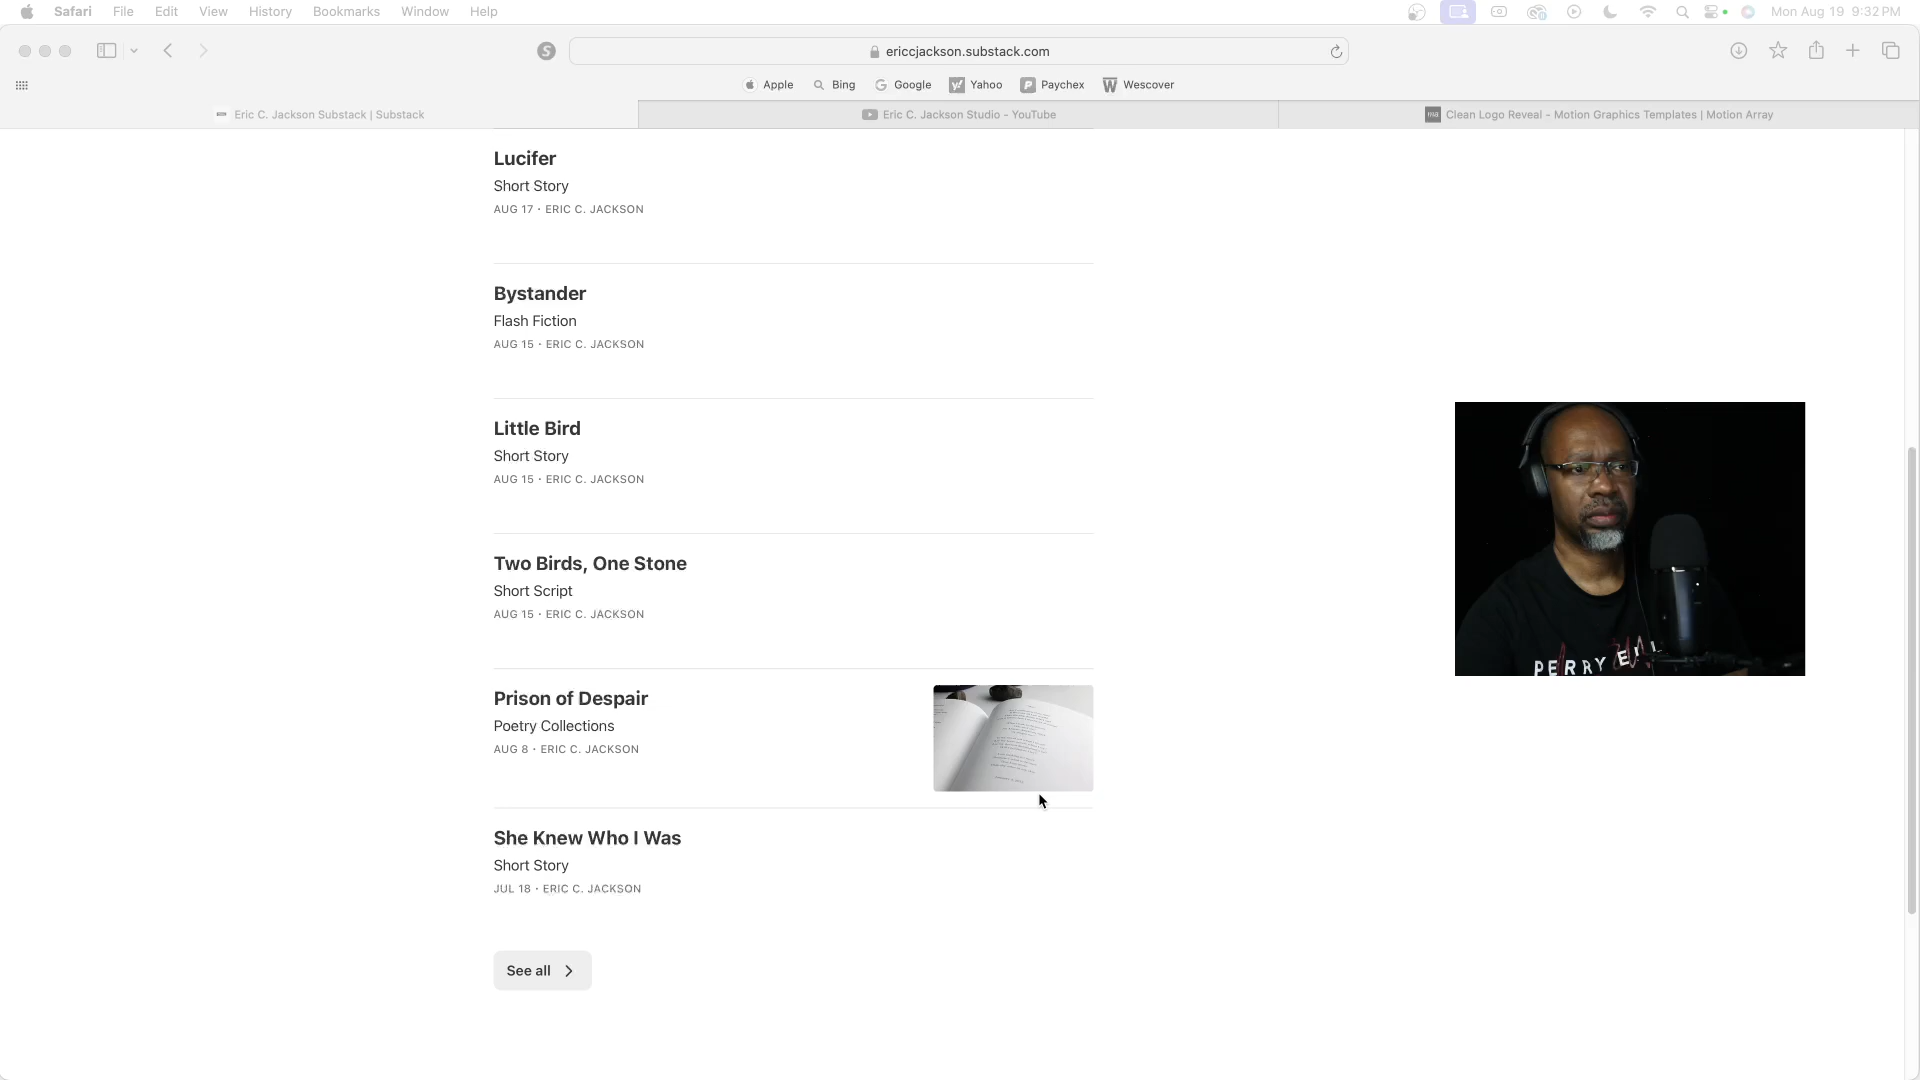 Safari File Edit View History Bookmarks Window Help Mon Aug 19 9:32 PM
ericcjackson.substack.com
Apple Bing Google Yahoo Paychex Wescover
Eric C. Jackson Substack | Substack
Eric C. Jackson Studio - YouTube
Clean Logo Reveal - Motion Graphics Templates | Motion Array
Lucifer
Short Story
AUG 17 · ERIC C. JACKSON
Bystander
Flash Fiction
AUG 15 · ERIC C. JACKSON
Little Bird
Short Story
AUG 15 · ERIC C. JACKSON
Two Birds, One Stone
Short Script
AUG 15 · ERIC C. JACKSON
Prison of Despair
Poetry Collections
AUG 8 · ERIC C. JACKSON
She Knew Who I Was
Short Story
JUL 18 · ERIC C. JACKSON
See all
PERRY